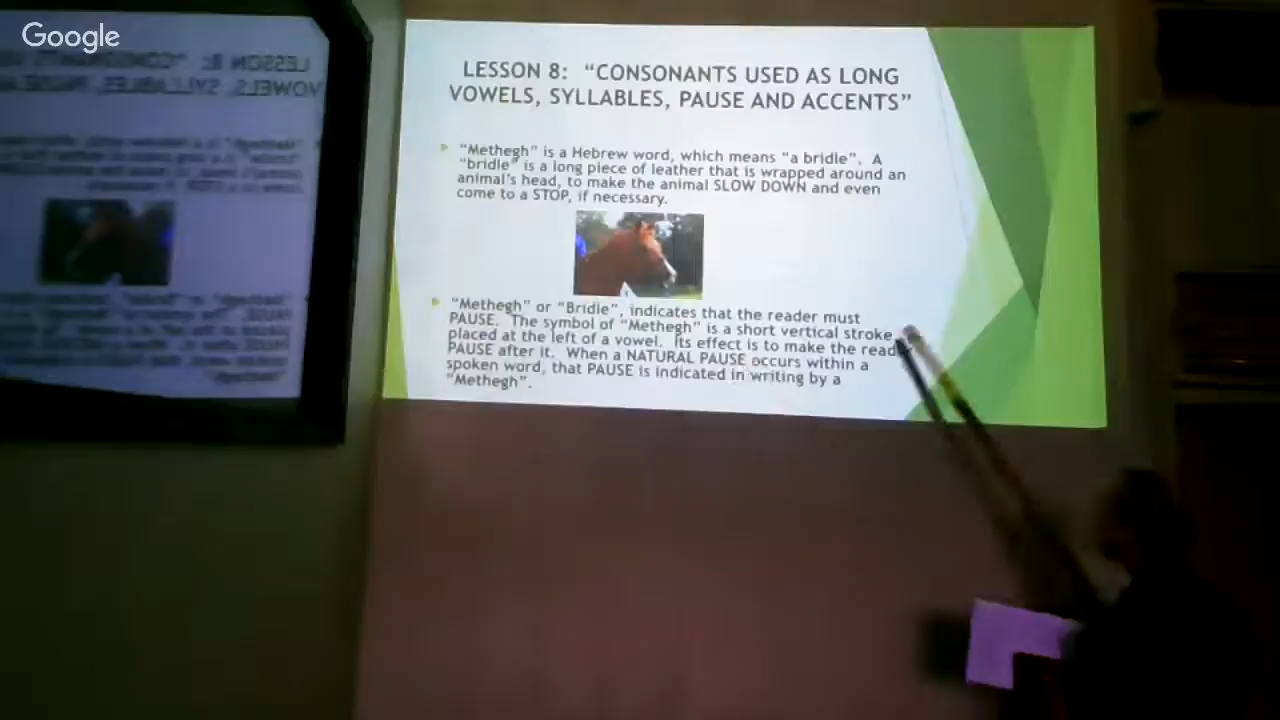 Google
LESSON 8: "CONSONANTS USED AS LONG
VOWELS, SYLLABLES, PAUSE AND ACCENTS"
"Methegh" is a Hebrew word, which means "a bridle". A
"bridle" is a long piece of leather that is wrapped around an
animal's head, to make the animal SLOW DOWN and even
come to a STOP, if necessary.
"Methegh" or "Bridle", indicates that the reader must
PAUSE. The symbol of "Methegh" is a short vertical stroke
placed at the left of a vowel. Its effect is to make the read
PAUSE after it. When a NATURAL PAUSE occurs within a
spoken word, that PAUSE is indicated in writing by a
"Methegh".